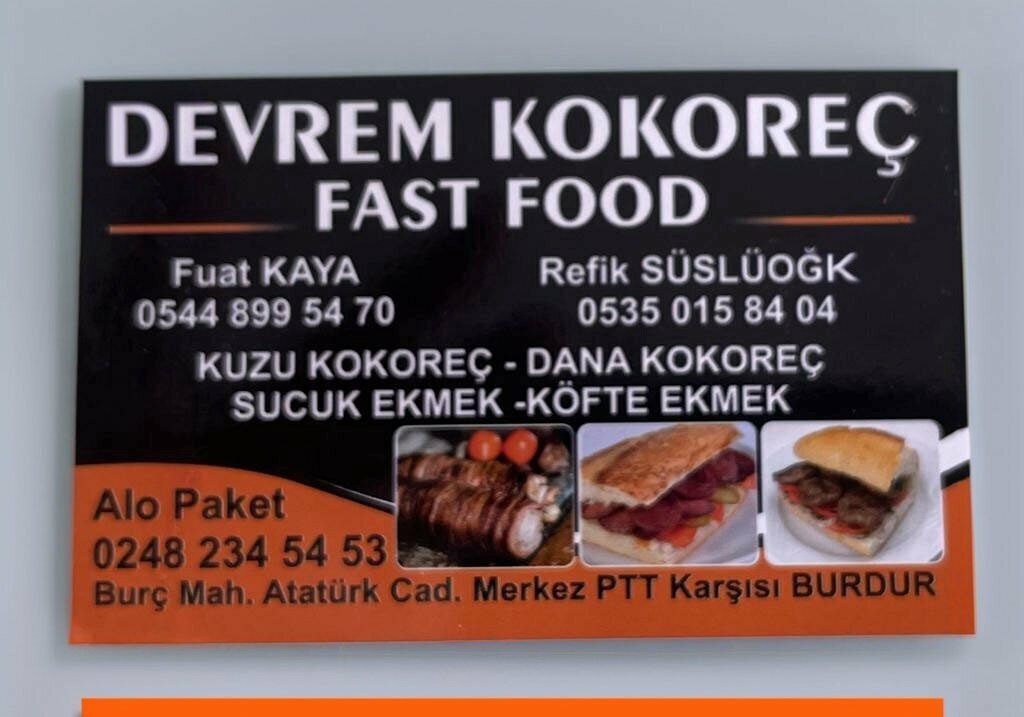 DEVREM KOKOREÇ
FAST FOOD
Fuat KAYA
0544 899 54 70
Refik SÜSLÜOĞK
0535 015 84 04
KUZU KOKOREÇ - DANA KOKOREÇ
SUCUK EKMEK -KÖFTE EKMEK
Alo Paket
0248 234 54 53
Burç Mah. Atatürk Cad. Merkez PTT Karşısı BURDUR